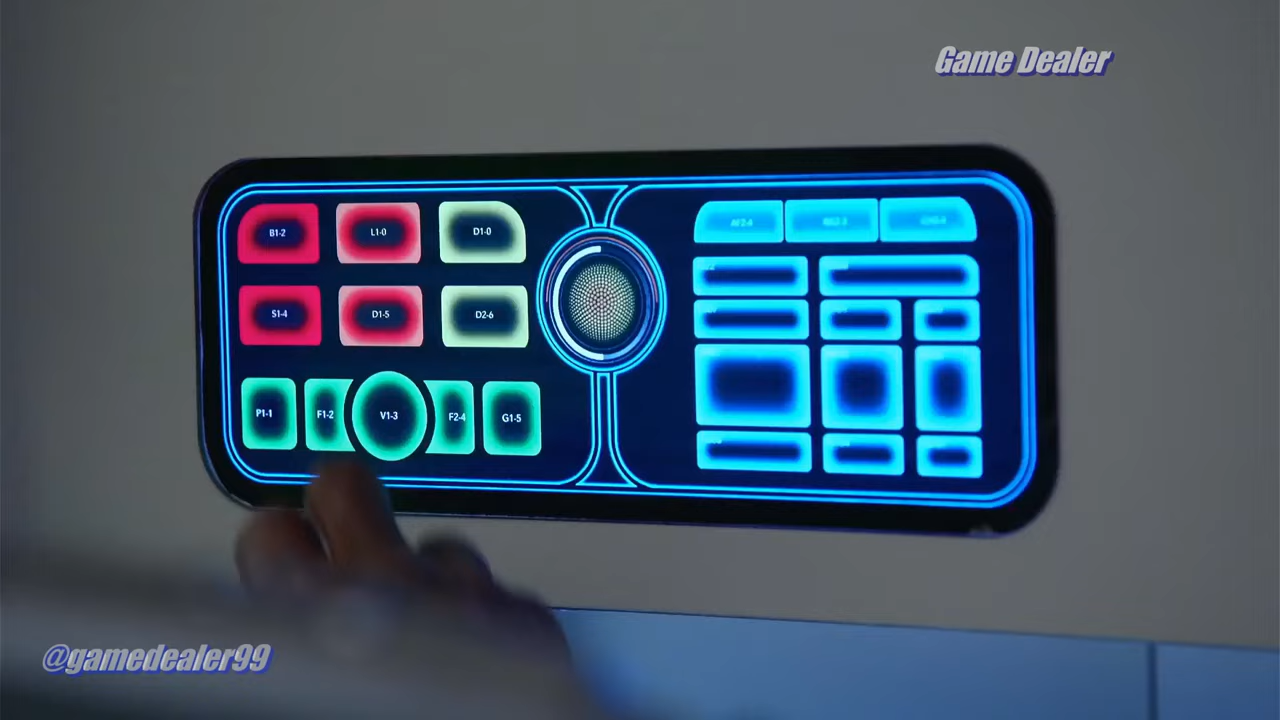 Game Dealer
B1-2 L1-0 D1-0
S1-4 D1-5 D2-6
P1-1 F1-2 V1-3 F2-4 G1-5
@gamedealer99